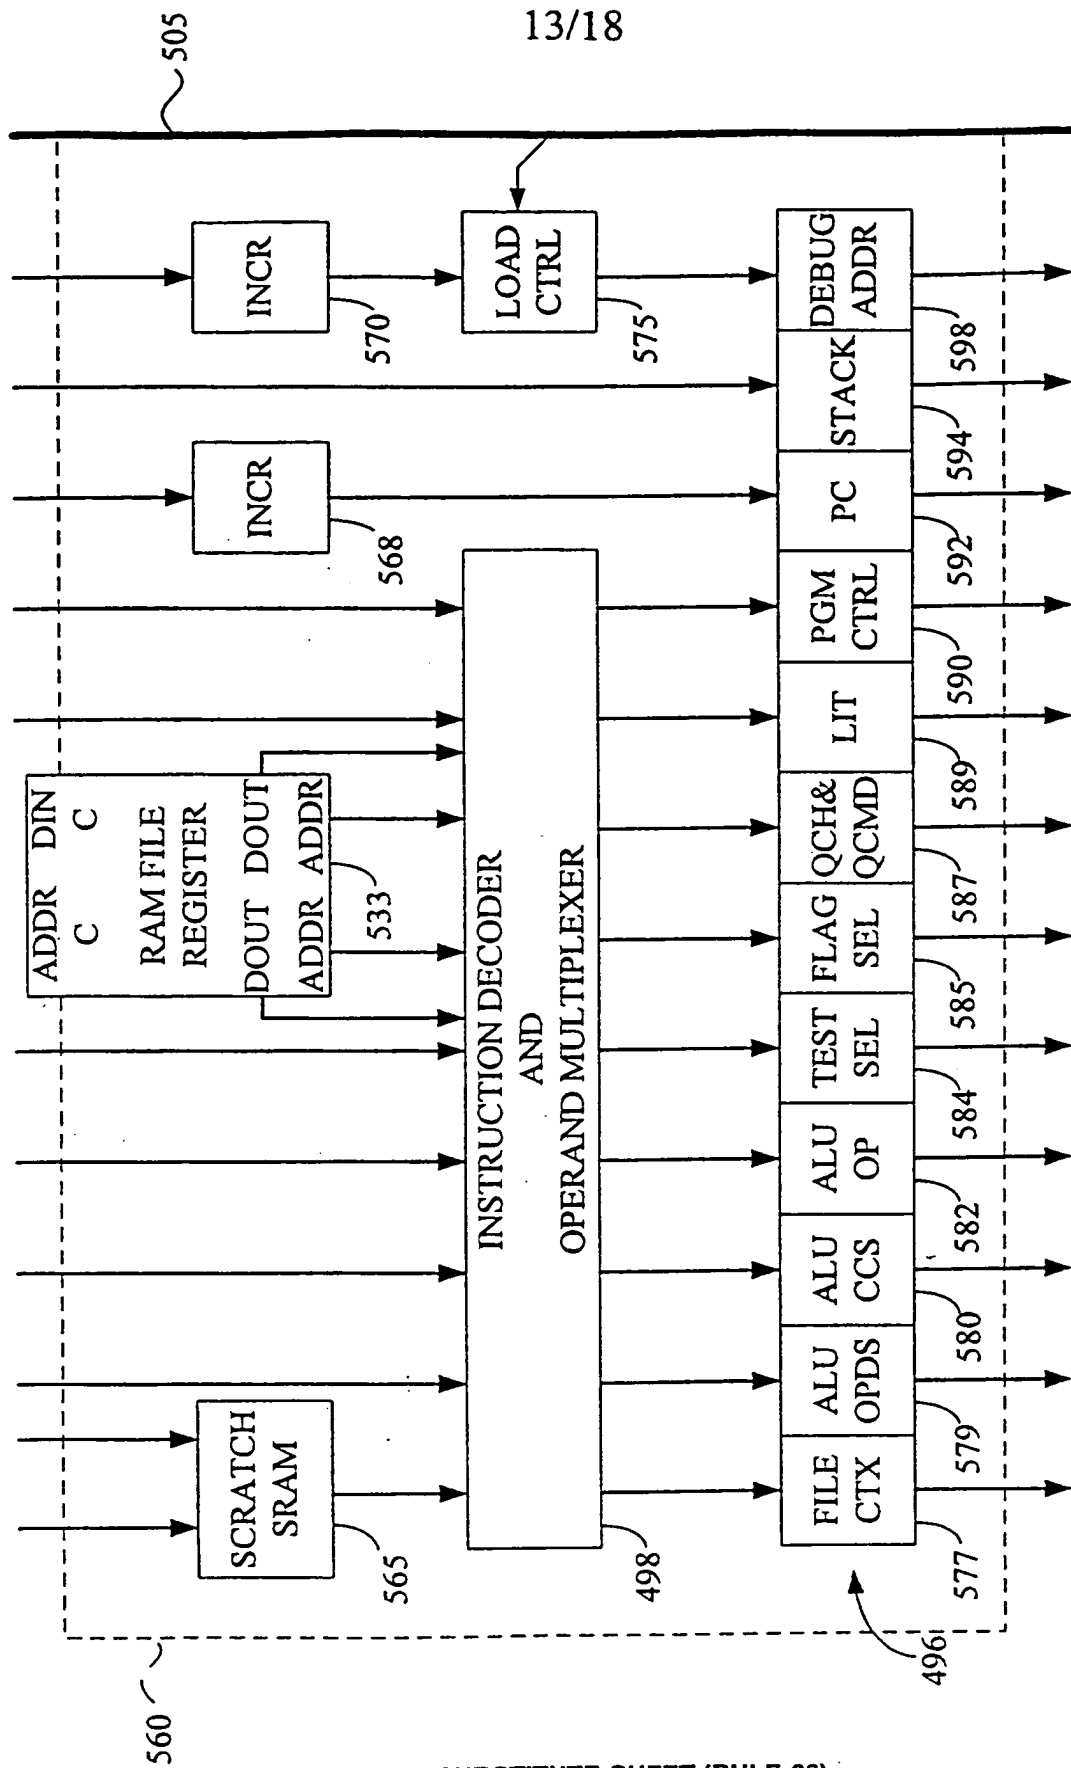 13/18
505
INCR
570
LOAD
CTRL
575
DEBUG
ADDR
598
STACK
594
INCR
568
PC
592
PGM
CTRL
590
LIT
589
ADDR DIN
C C
RAM FILE
REGISTER
DOUT DOUT
ADDR ADDR
533
QCH&
QCMD
587
FLAG
SEL
585
INSTRUCTION DECODER
AND
OPERAND MULTIPLEXER
498
TEST
SEL
584
ALU
OP
582
ALU
CCS
580
ALU
OPDS
579
SCRATCH
SRAM
565
FILE
CTX
577
496
560